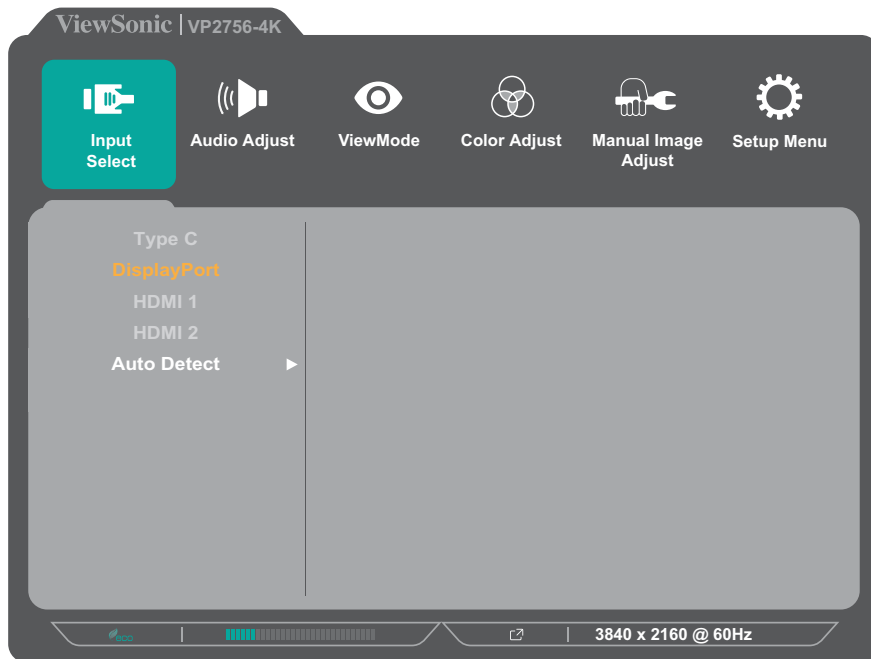 ViewSonic | VP2756-4K
Input
Select
Audio Adjust
ViewMode
Color Adjust
Manual Image
Adjust
Setup Menu
Type C
DisplayPort
HDMI 1
HDMI 2
Auto Detect
eco
3840 x 2160 @ 60Hz